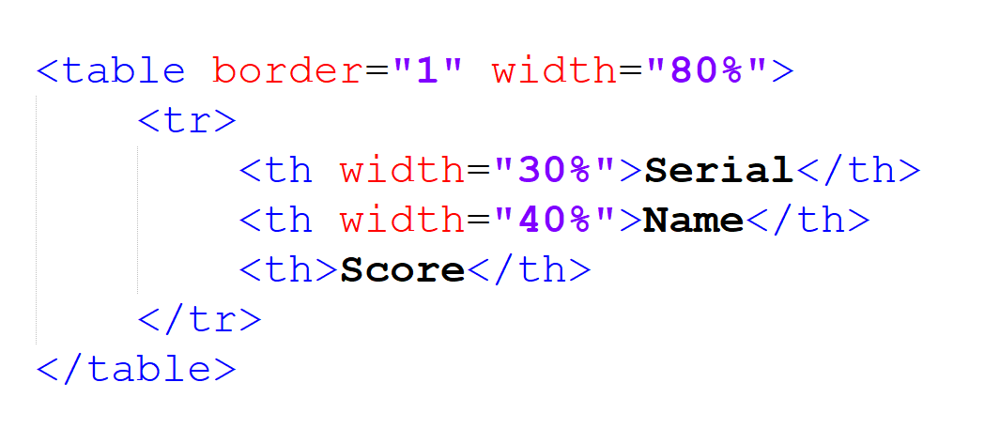 <table border="1" width="80%">
<tr>
<th width="30%">Serial</th>
<th width="40%">Name</th>
<th>Score</th>
</tr>
</table>